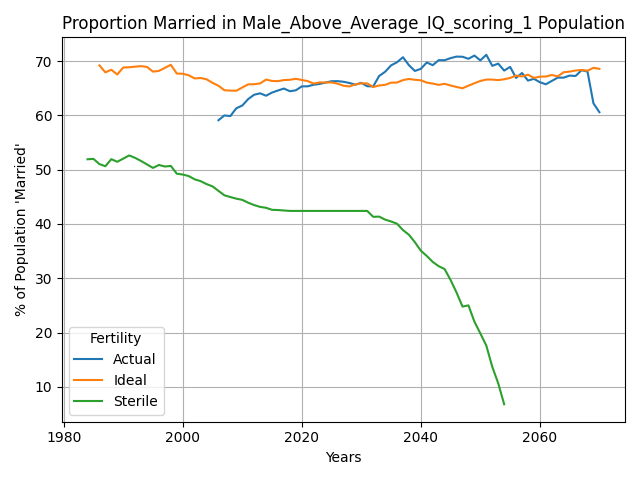 Proportion Married in Male_Above_Average_IQ_scoring_1 Population
% of Population 'Married'
70
60
50
40
30
20
10
Fertility
Actual
Ideal
Sterile
1980 2000 2020 2040 2060
Years